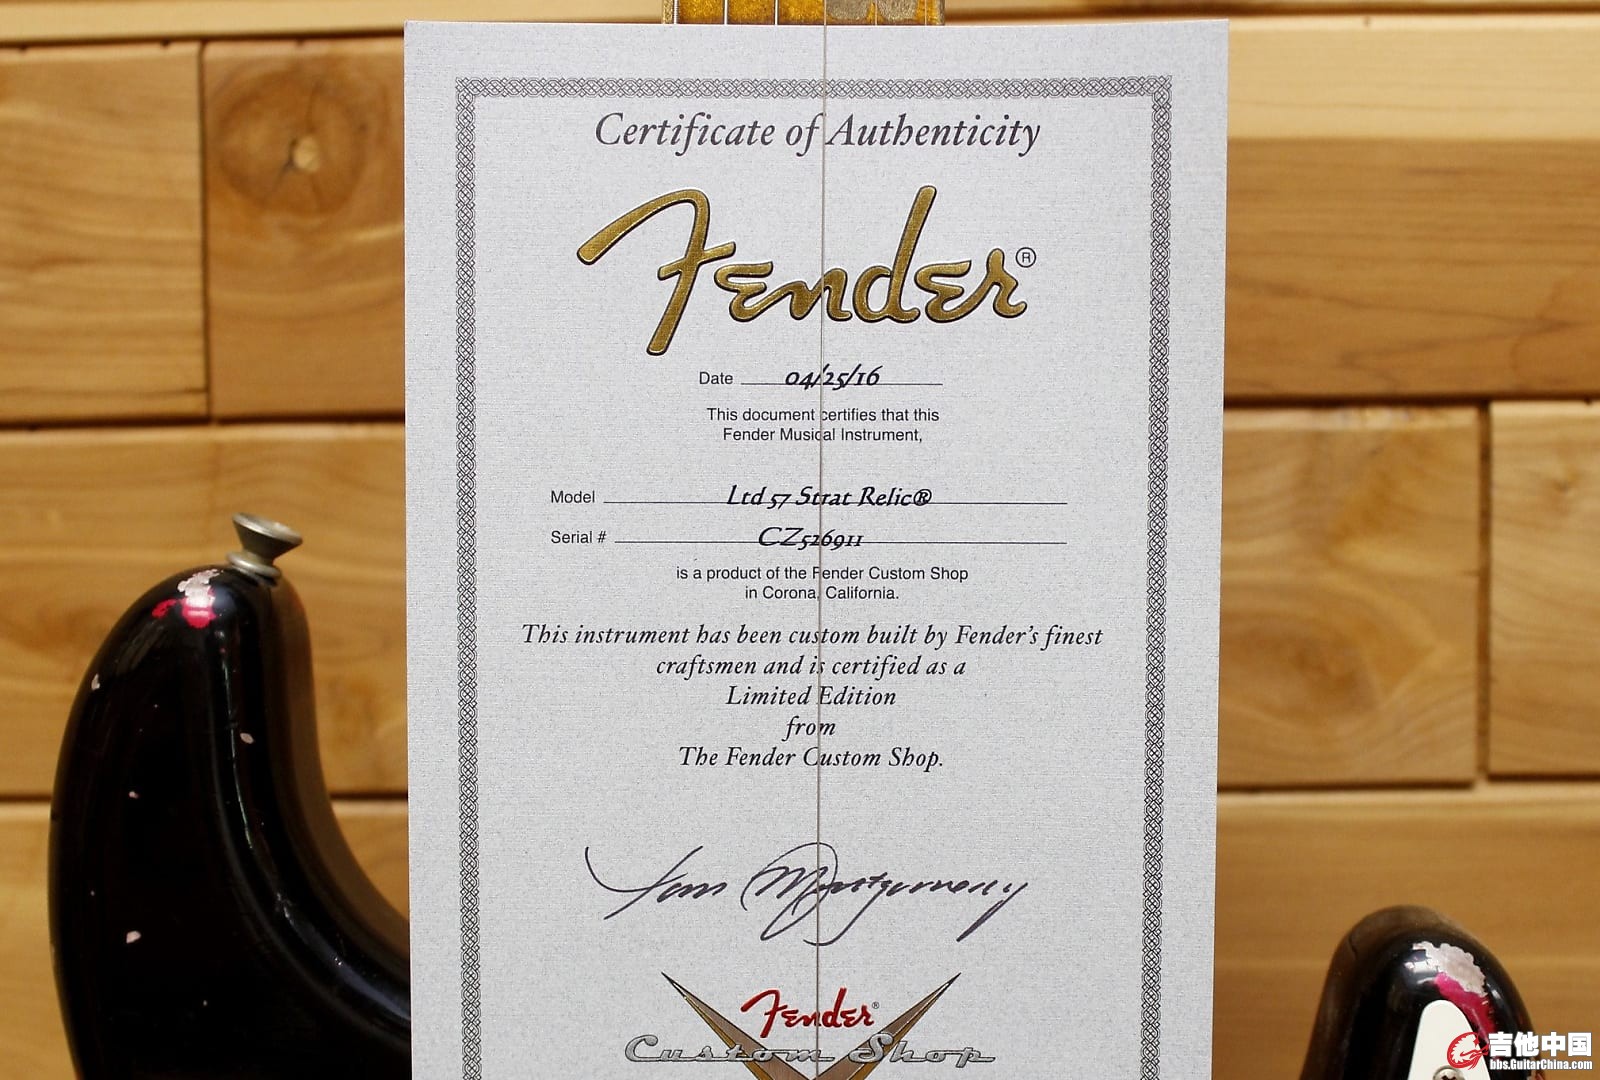 Certificate of Authenticity
Fender®
Date 04/25/16
This document certifies that this
Fender Musical Instrument,
Model Ltd 57 Strat Relic®
Serial # CZ526911
is a product of the Fender Custom Shop
in Corona, California.
This instrument has been custom built by Fender's finest
craftsmen and is certified as a
Limited Edition
from
The Fender Custom Shop.
Tom Montgomery
Fender®
Custom Shop
吉他中国
bbs.GuitarChina.com